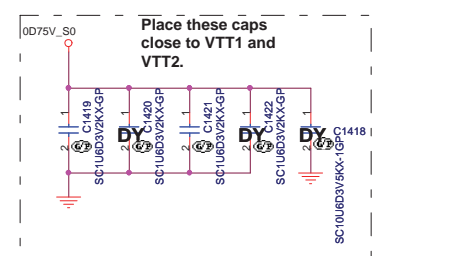 0D75V_S0
Place these caps
close to VTT1 and
VTT2.
1
2
C1419
SC1U6D3V2KX-GP
1
2
DY
C1420
SC1U6D3V2KX-GP
1
2
C1421
SC1U6D3V2KX-GP
1
2
DY
C1422
SC1U6D3V2KX-GP
1
2
DY
C1418
SC10U6D3V5KX-1GP